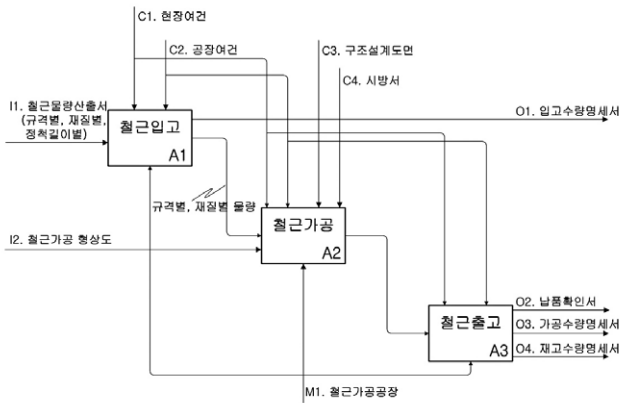 C1. 현장여건
C2. 공장여건
C3. 구조설계도면
C4. 시방서
I1. 철근물량산출서
(규격별, 재질별,
정척길이별)
O1. 입고수량명세서
철근입고
A1
규격별, 재질별 물량
철근가공
A2
I2. 철근가공 형상도
O2. 납품확인서
철근출고
O3. 가공수량명세서
A3
O4. 재고수량명세서
M1. 철근가공공장